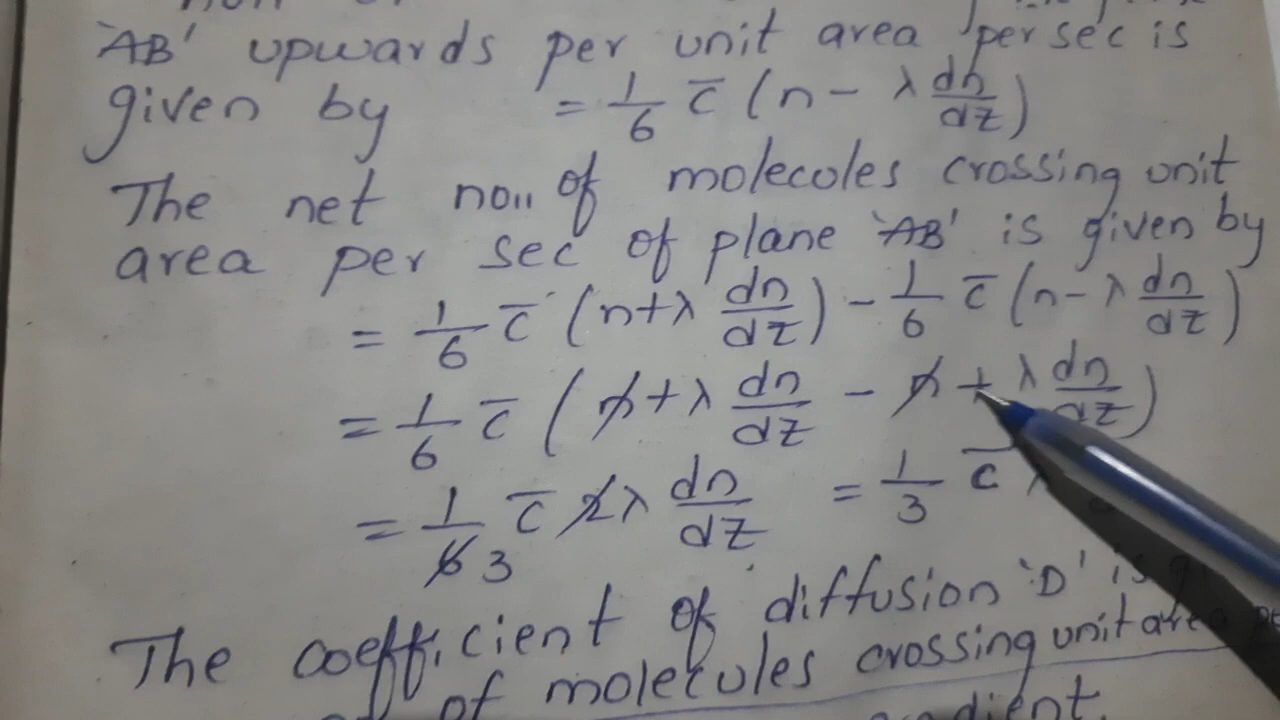 'AB' upwards per unit area per sec is
given by = 1/6 c̄ (n - λ dn/dz)
The net no.. of molecules crossing unit
area per sec of plane 'AB' is given by
= 1/6 c̄ (n+λ dn/dz) - 1/6 c̄ (n-λ dn/dz)
= 1/6 c̄ (n+λ dn/dz - n + λ dn/dz)
= 1/6 3 c̄ 2λ dn/dz = 1/3 c̄
The coefficient of diffusion 'D' is
of molecules crossing unit area